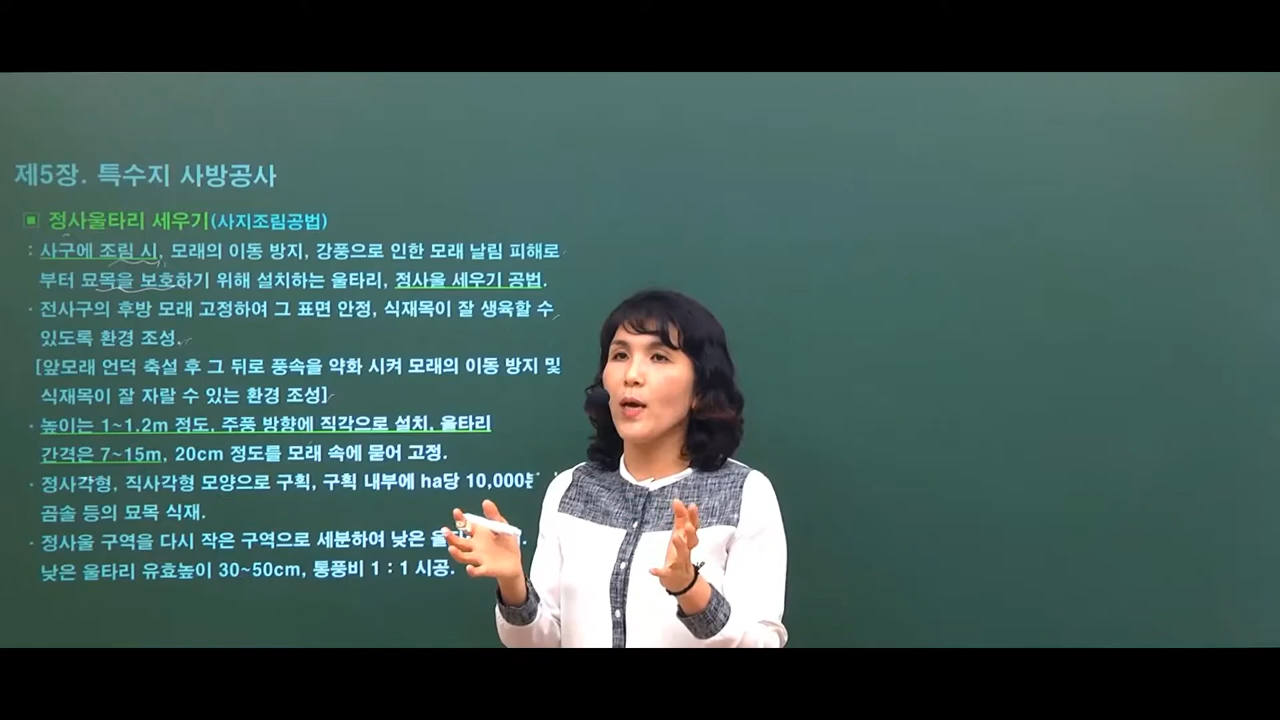 제5장. 특수지 사방공사
▣ 정사울타리 세우기(사지조림공법)
: 사구에 조림 시, 모래의 이동 방지, 강풍으로 인한 모래 날림 피해로
부터 묘목을 보호하기 위해 설치하는 울타리, 정사울 세우기 공법.
· 전사구의 후방 모래 고정하여 그 표면 안정, 식재목이 잘 생육할 수
있도록 환경 조성.
[앞모래 언덕 축설 후 그 뒤로 풍속을 약화 시켜 모래의 이동 방지 및
식재목이 잘 자랄 수 있는 환경 조성]
· 높이는 1~1.2m 정도, 주풍 방향에 직각으로 설치, 울타리
간격은 7~15m, 20cm 정도를 모래 속에 묻어 고정.
· 정사각형, 직사각형 모양으로 구획, 구획 내부에 ha당 10,000
곰솔 등의 묘목 식재.
· 정사울 구역을 다시 작은 구역으로 세분하여 낮은
낮은 울타리 유효높이 30~50cm, 통풍비 1 : 1 시공.